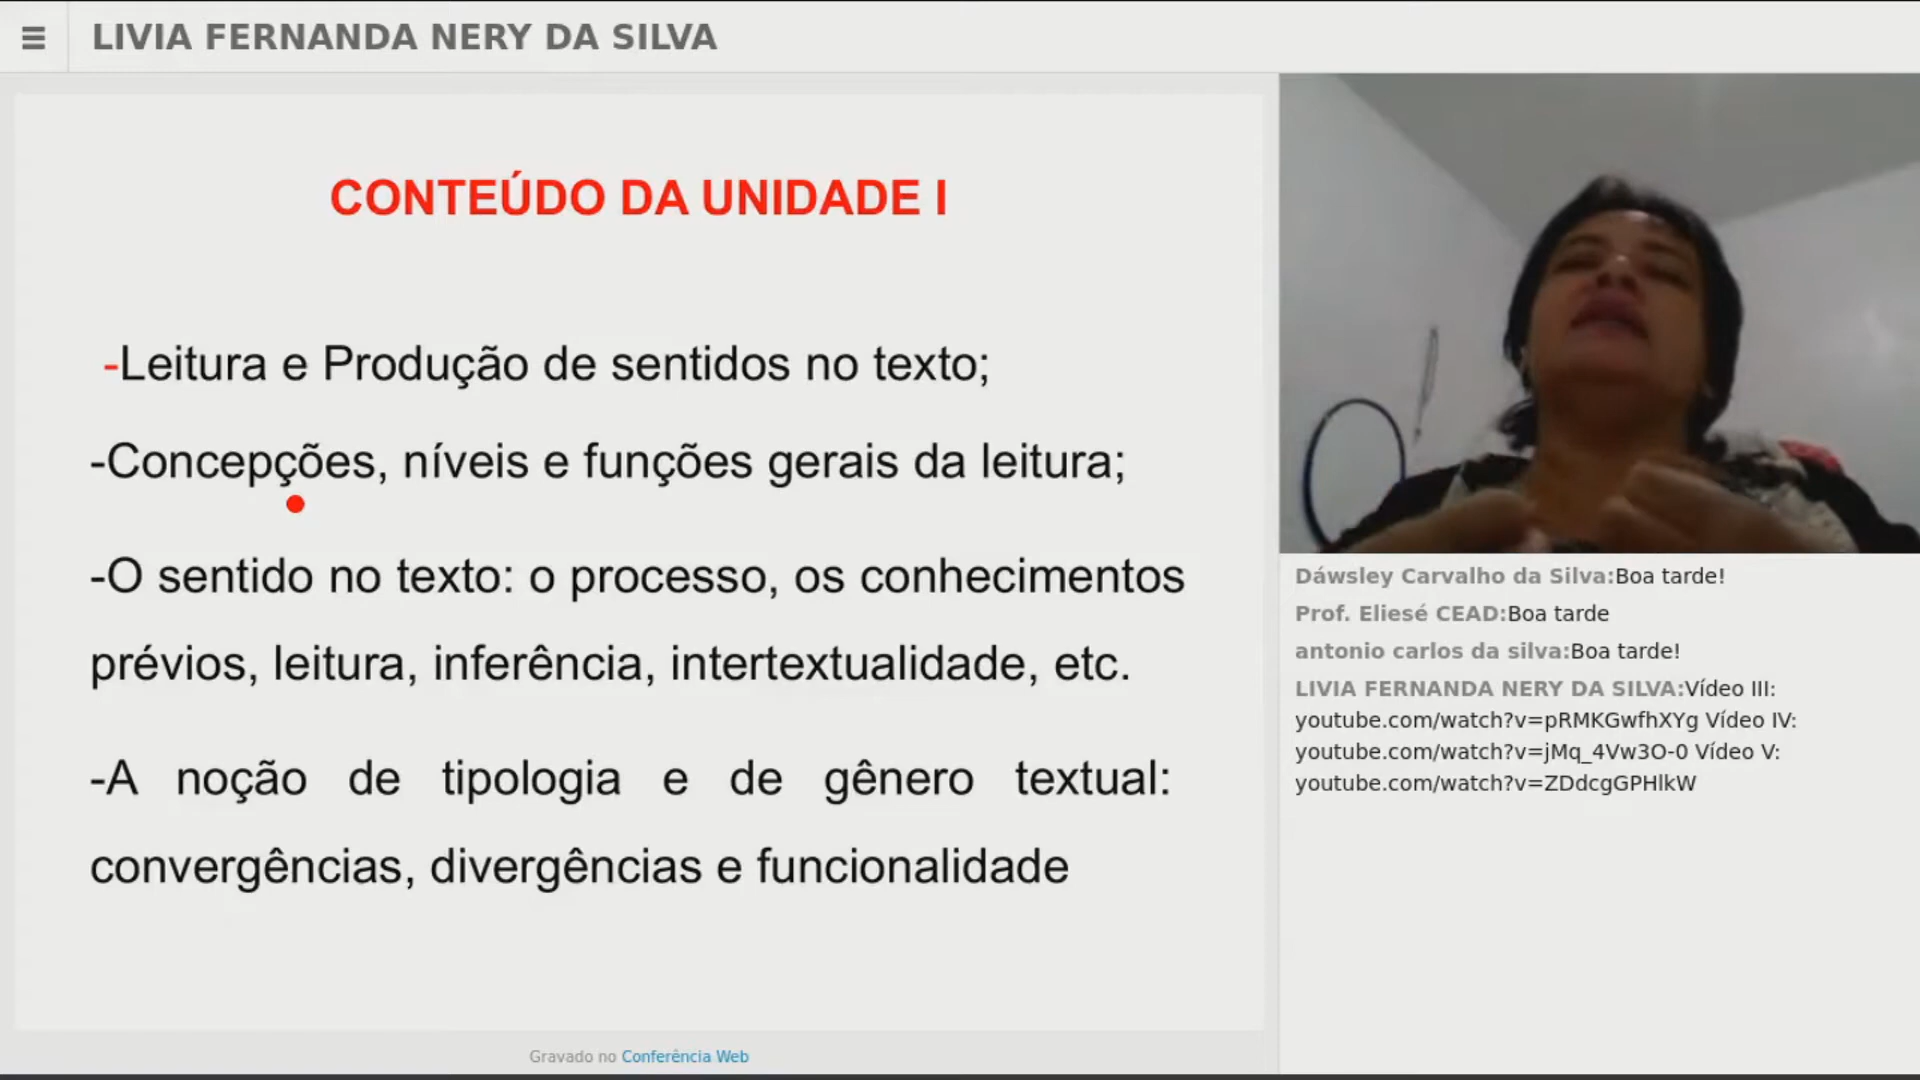 LIVIA FERNANDA NERY DA SILVA
CONTEÚDO DA UNIDADE I
-Leitura e Produção de sentidos no texto;
-Concepções, níveis e funções gerais da leitura;
-O sentido no texto: o processo, os conhecimentos
prévios, leitura, inferência, intertextualidade, etc.
-A noção de tipologia e de gênero textual:
convergências, divergências e funcionalidade
Gravado no Conferência Web
Dáwsley Carvalho da Silva:Boa tarde!
Prof. Eliesé CEAD:Boa tarde
antonio carlos da silva:Boa tarde!
LIVIA FERNANDA NERY DA SILVA:Vídeo III:
youtube.com/watch?v=pRMKGwfhXYg Vídeo IV:
youtube.com/watch?v=jMq_4Vw3O-0 Vídeo V:
youtube.com/watch?v=ZDdcgGPHlkW